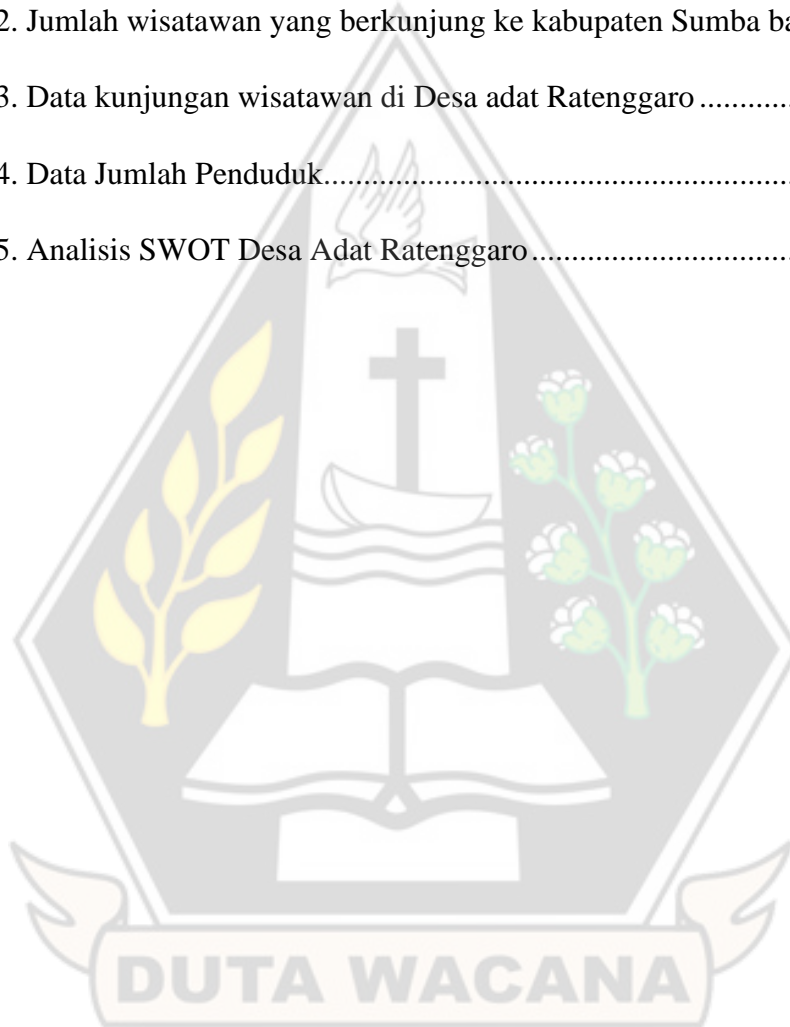 2. Jumlah wisatawan yang berkunjung ke kabupaten Sumba
3. Data kunjungan wisatawan di Desa adat Ratenggaro ..............
4. Data Jumlah Penduduk.......................................................................
5. Analisis SWOT Desa Adat Ratenggaro ........................................
DUTA WACANA